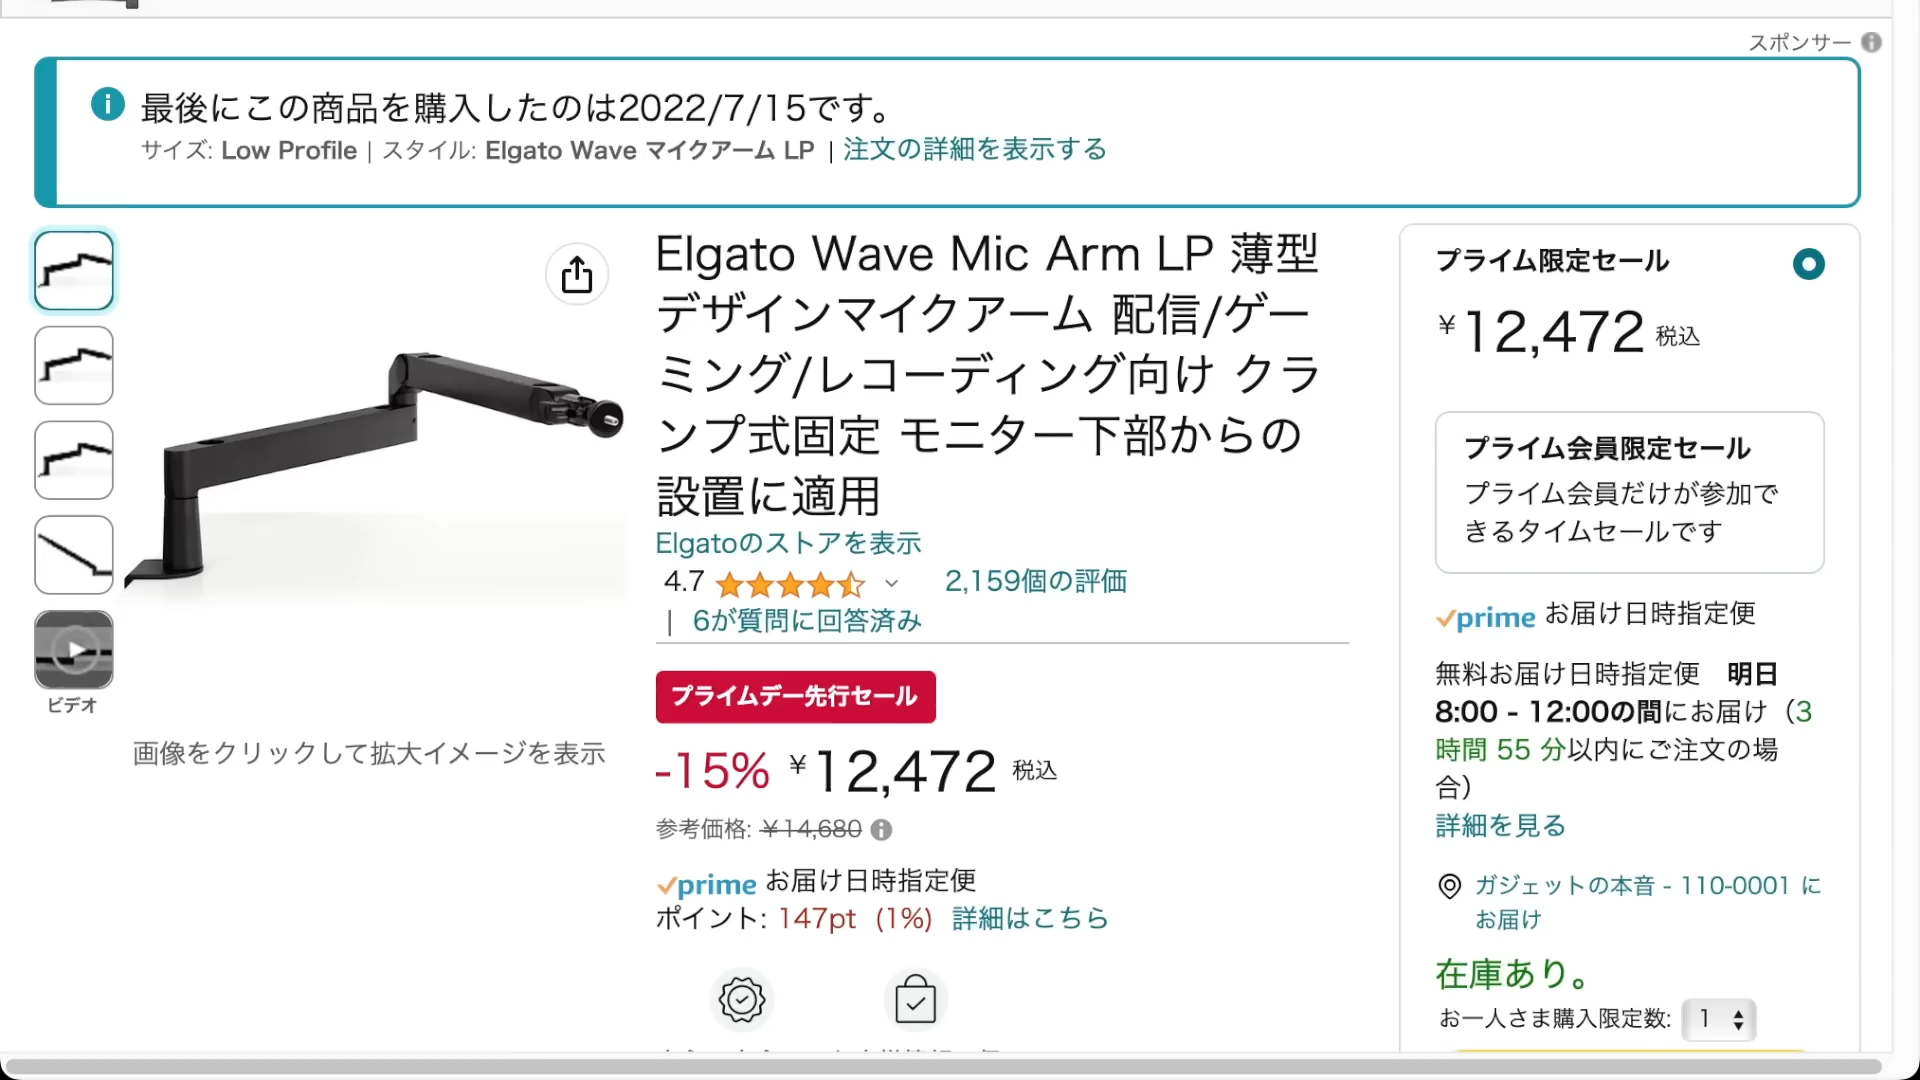 スポンサー
最後にこの商品を購入したのは2022/7/15です。
サイズ: Low Profile | スタイル: Elgato Wave マイクアーム LP | 注文の詳細を表示する
Elgato Wave Mic Arm LP 薄型
デザインマイクアーム 配信/ゲー
ミング/レコーディング向け クラ
ンプ式固定 モニター下部からの
設置に適用
Elgatoのストアを表示
4.7 2,159個の評価
| 6が質問に回答済み
プライムデー先行セール
-15% ¥12,472 税込
参考価格: ¥14,680
prime お届け日時指定便
ポイント: 147pt (1%) 詳細はこちら
ビデオ
画像をクリックして拡大イメージを表示
プライム限定セール
¥12,472 税込
プライム会員限定セール
プライム会員だけが参加で
きるタイムセールです
prime お届け日時指定便
無料お届け日時指定便 明日
8:00 - 12:00の間にお届け（3
時間 55 分以内にご注文の場
合）
詳細を見る
ガジェットの本音 - 110-0001 に
お届け
在庫あり。
お一人さま購入限定数: 1